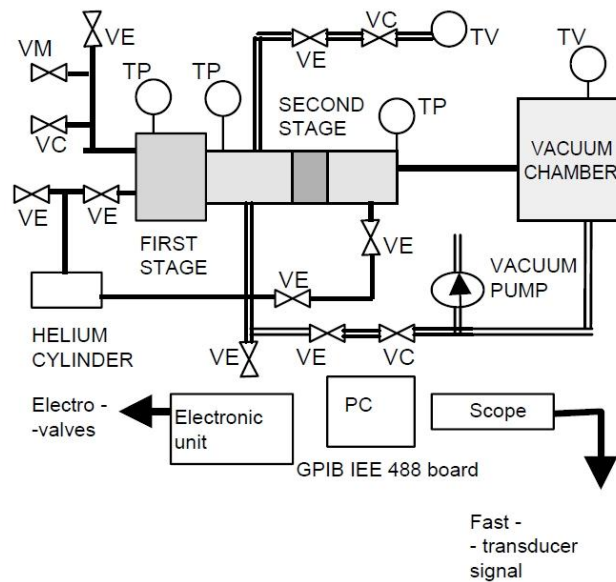 VE
VC
VM
VE
TV
TV
TP
TP
SECOND
STAGE
TP
VC
VACUUM
CHAMBER
VE
VE
FIRST
STAGE
VE
VE
VACUUM
PUMP
HELIUM
CYLINDER
VE
VE
VC
Electro -
-valves
Electronic
unit
PC
Scope
GPIB IEE 488 board
Fast -
- transducer
signal